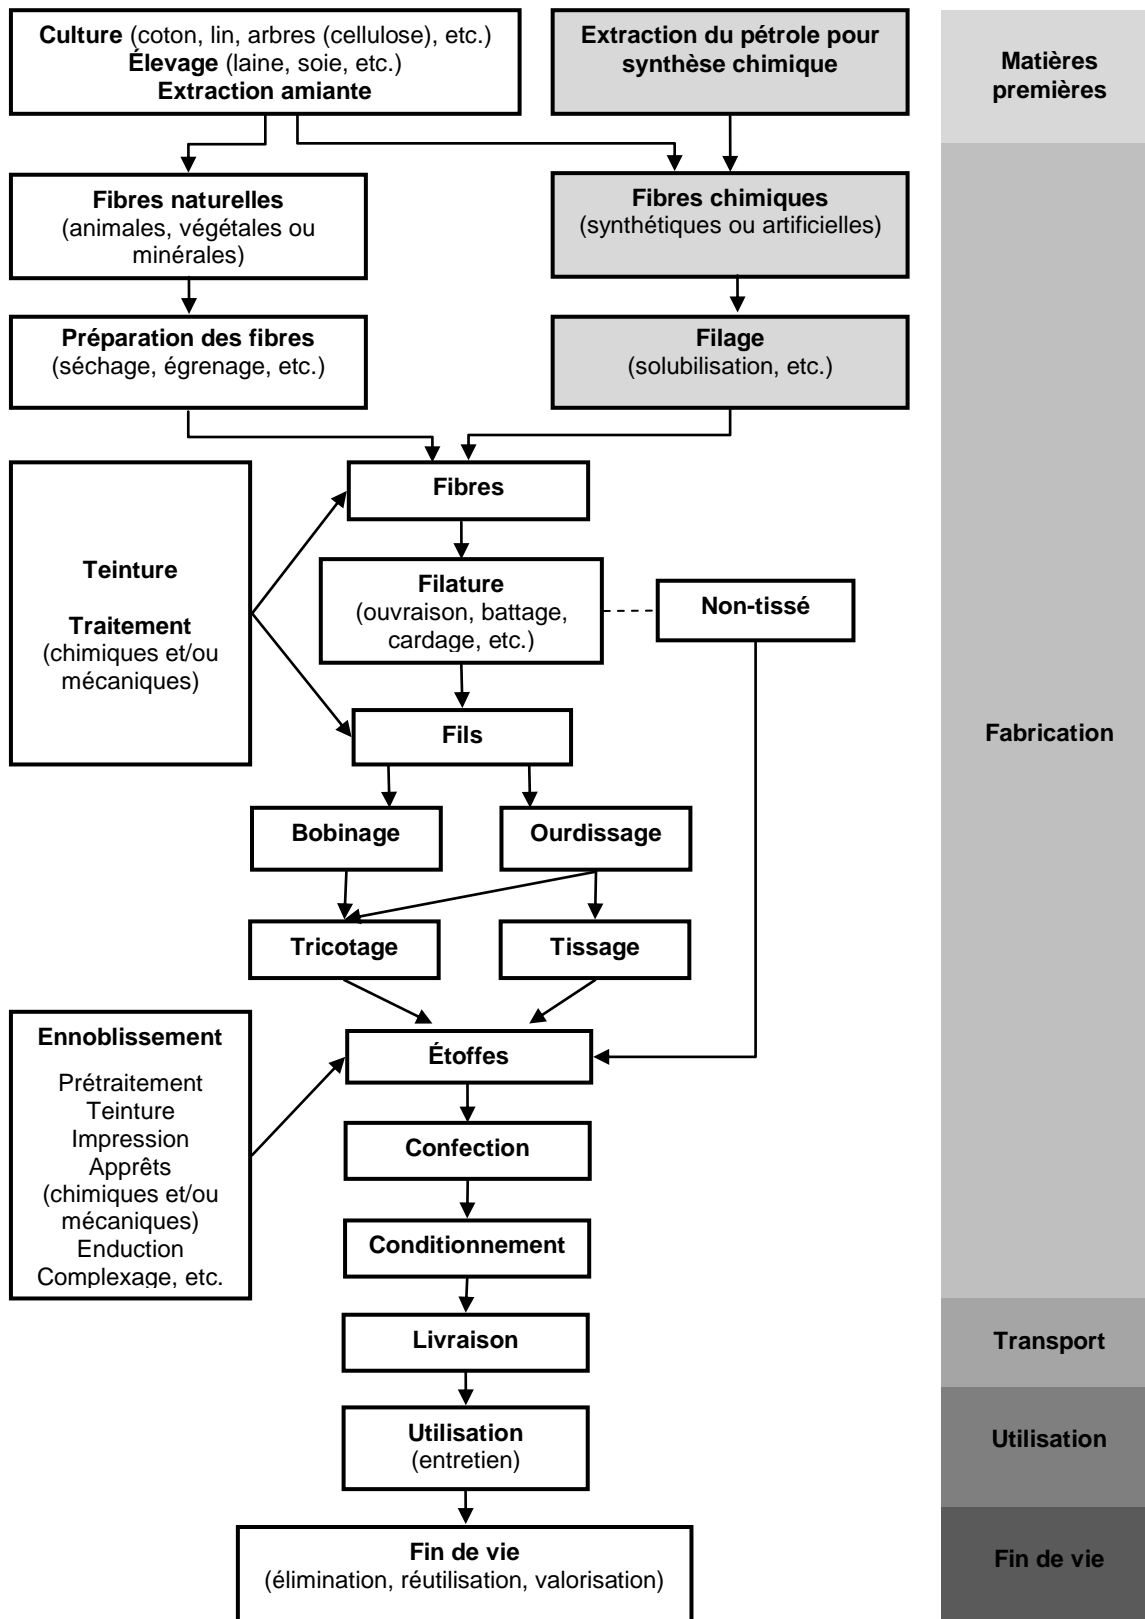 Culture (coton, lin, arbres (cellulose), etc.)
Élevage (laine, soie, etc.)
Extraction amiante
Extraction du pétrole pour
synthèse chimique
Matières
premières
Fibres naturelles
(animales, végétales ou
minérales)
Fibres chimiques
(synthétiques ou artificielles)
Préparation des fibres
(séchage, égrenage, etc.)
Filage
(solubilisation, etc.)
Teinture
Traitement
(chimiques et/ou
mécaniques)
Fibres
Filature
(ouvraison, battage,
cardage, etc.)
Non-tissé
Fils
Fabrication
Bobinage
Ourdissage
Tricotage
Tissage
Ennoblissement
Prétraitement
Teinture
Impression
Apprêts
(chimiques et/ou
mécaniques)
Enduction
Complexage, etc.
Étoffes
Confection
Conditionnement
Livraison
Transport
Utilisation
(entretien)
Utilisation
Fin de vie
(élimination, réutilisation, valorisation)
Fin de vie